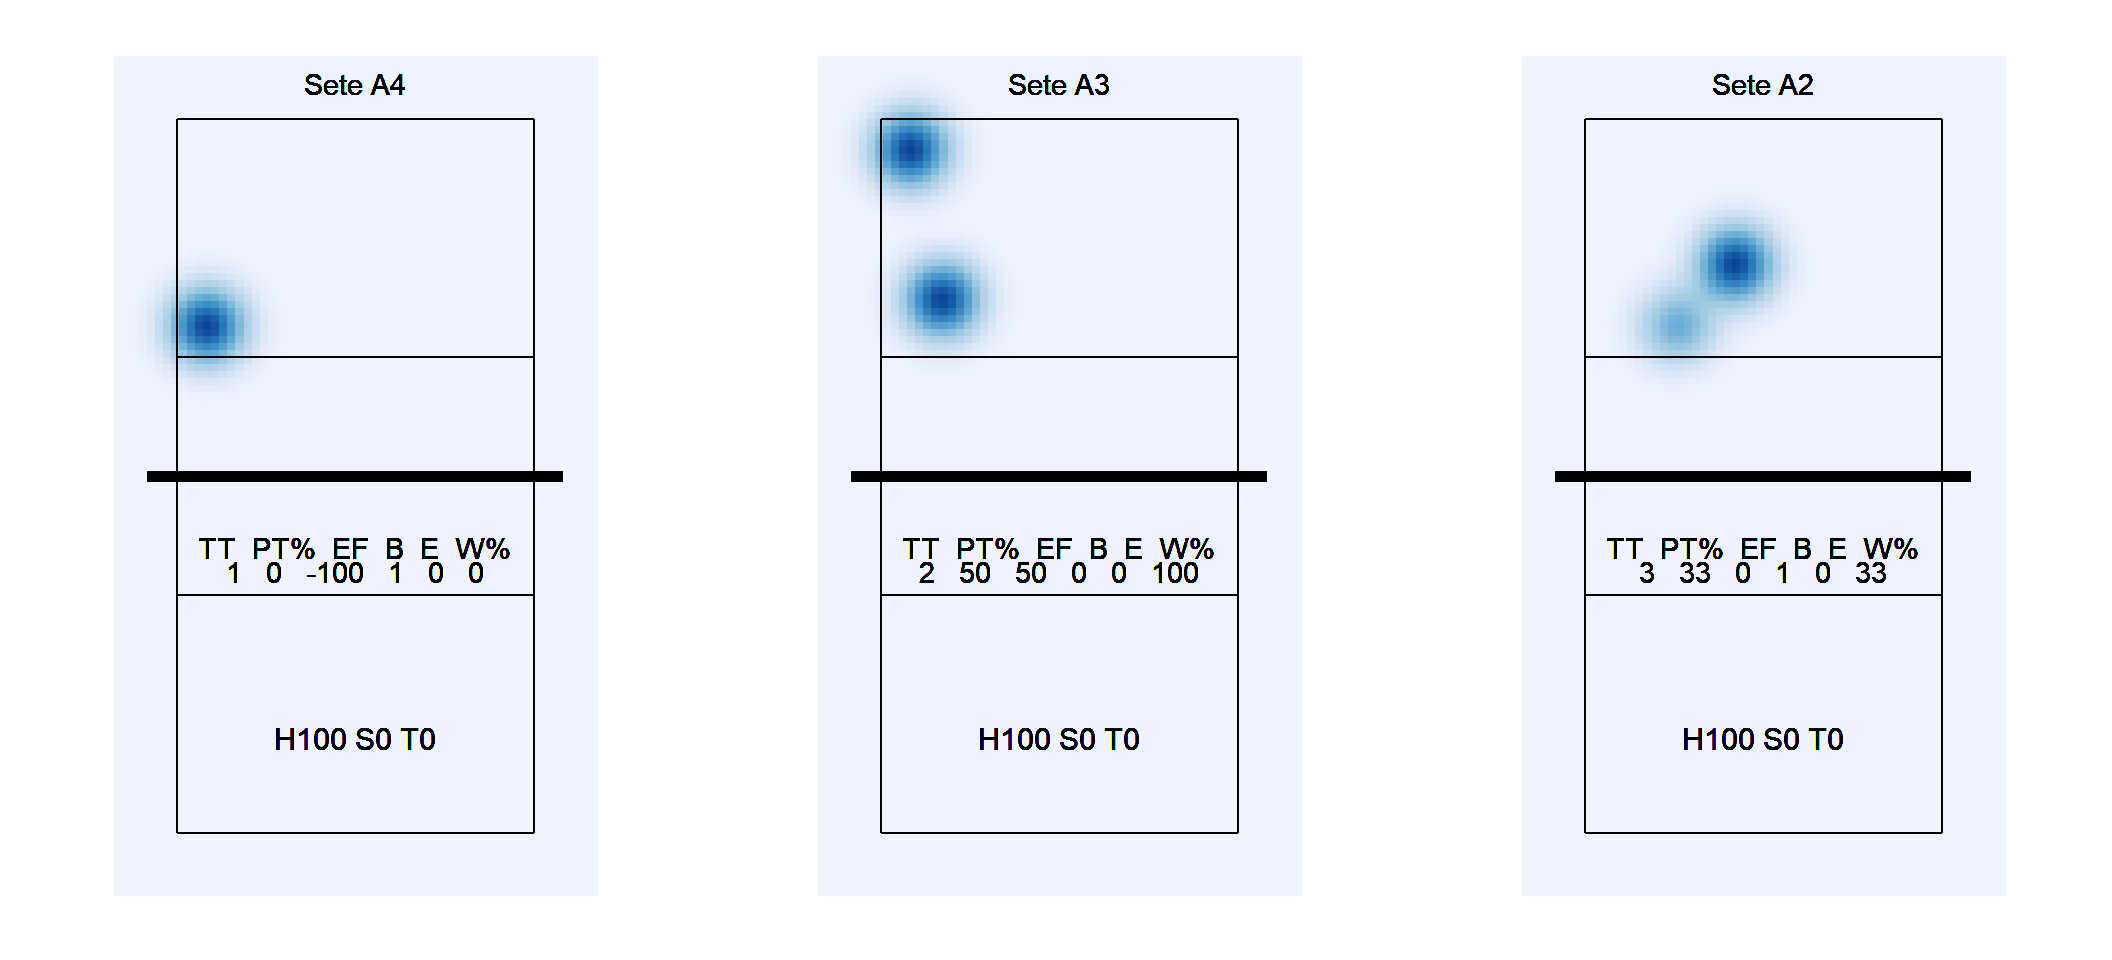 Sete A4
TT PT% EF B E W%
1 0 -100 1 0 0
H100 S0 T0
Sete A3
TT PT% EF B E W%
2 50 50 0 0 100
H100 S0 T0
Sete A2
TT PT% EF B E W%
3 33 0 1 0 33
H100 S0 T0